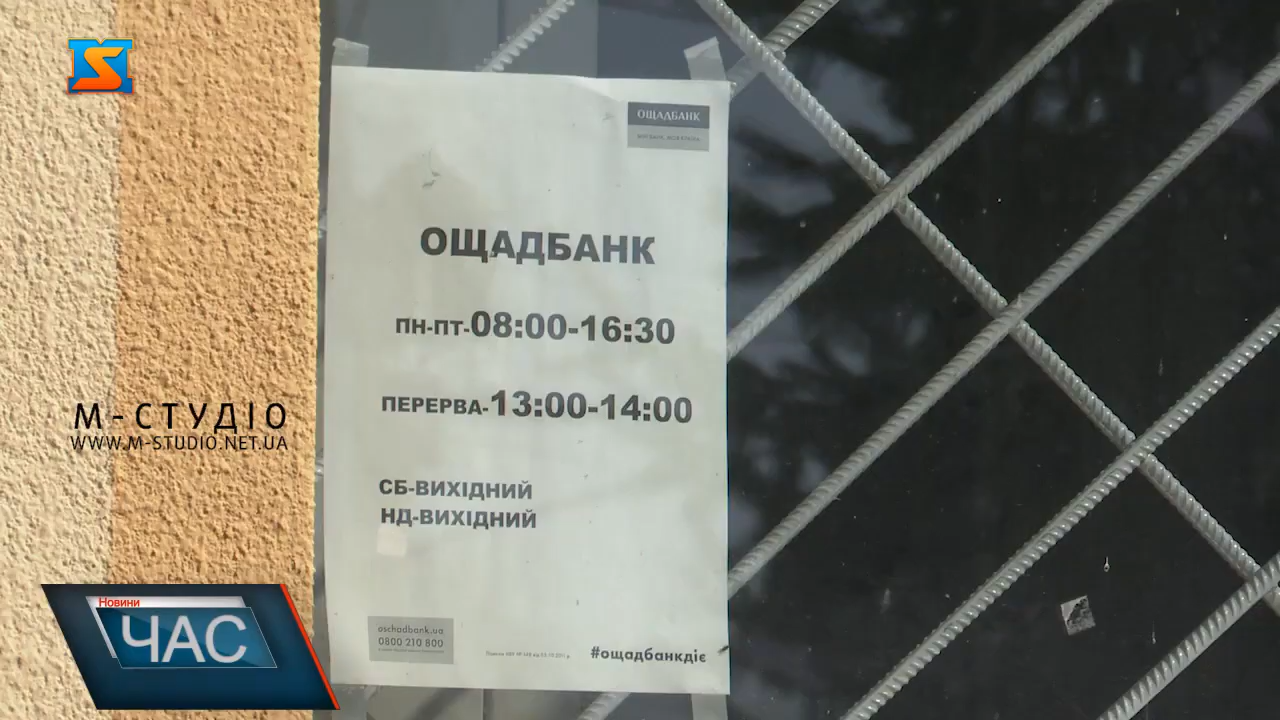 ОЩАДБАНК
ОЩАДБАНК
ПН-ПТ-08:00-16:30
ПЕРЕРВА-13:00-14:00
СБ-ВИХІДНИЙ
НД-ВИХІДНИЙ
oschadbank.ua
0800 210 800
#ощадбанкдіє
М-СТУДІО
WWW.M-STUDIO.NET.UA
Новини
ЧАС